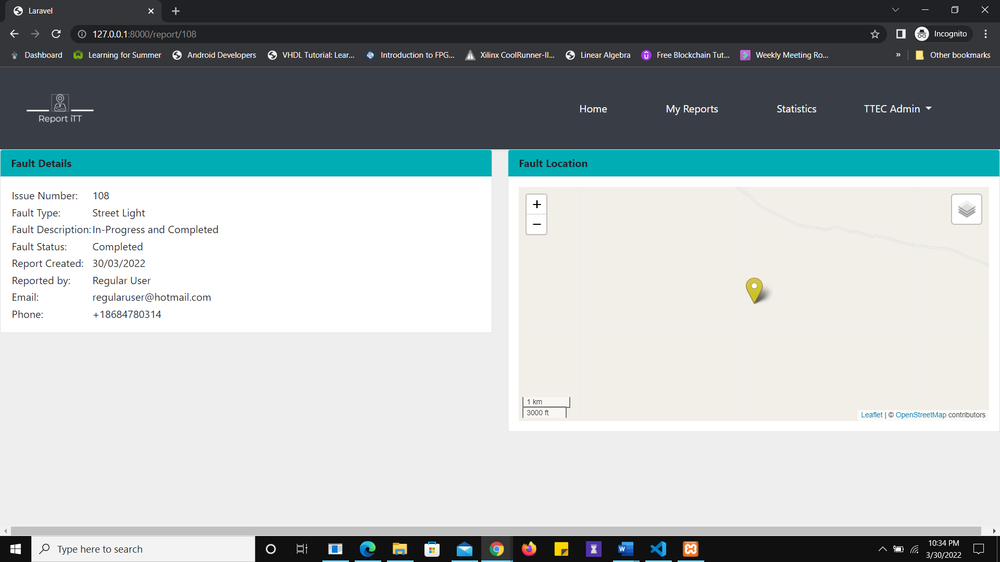 Laravel
127.0.0.1:8000/report/108
Incognito
Dashboard
Learning for Summer
Android Developers
VHDL Tutorial: Lear...
Introduction to FPG...
Xilinx CoolRunner-II...
Linear Algebra
Free Blockchain Tut...
Weekly Meeting Ro...
»
Other bookmarks
Report iTT
Home
My Reports
Statistics
TTEC Admin
Fault Details
Issue Number: 108
Fault Type: Street Light
Fault Description: In-Progress and Completed
Fault Status: Completed
Report Created: 30/03/2022
Reported by: Regular User
Email: regularuser@hotmail.com
Phone: +18684780314
Fault Location
+
−
1 km
3000 ft
Leaflet | © OpenStreetMap contributors
Type here to search
10:34 PM
3/30/2022